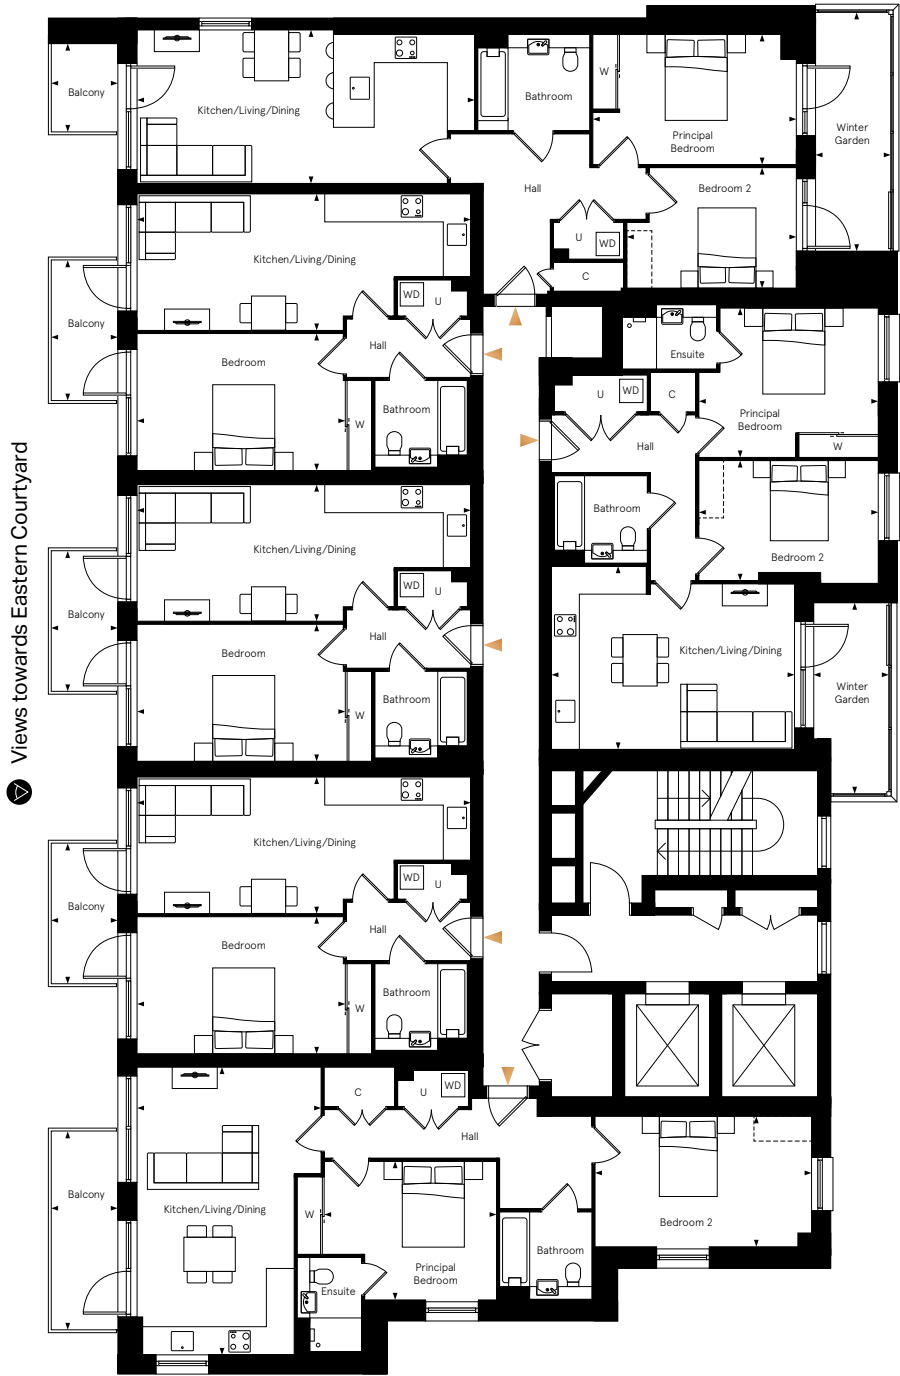 Balcony
Kitchen/Living/Dining
Bathroom
W
Principal
Bedroom
Winter
Garden
Hall
Bedroom 2
U
WD
C
Kitchen/Living/Dining
WD
U
Balcony
Hall
Bedroom
Bathroom
W
Ensuite
U
WD
C
Principal
Bedroom
Hall
W
Bathroom
Bedroom 2
Views towards Eastern Courtyard
Kitchen/Living/Dining
WD
U
Balcony
Hall
Bedroom
Bathroom
W
Kitchen/Living/Dining
Winter
Garden
Kitchen/Living/Dining
WD
U
Balcony
Hall
Bedroom
Bathroom
W
C
U
WD
Hall
Balcony
Kitchen/Living/Dining
W
Principal
Bedroom
Ensuite
Bathroom
Bedroom 2